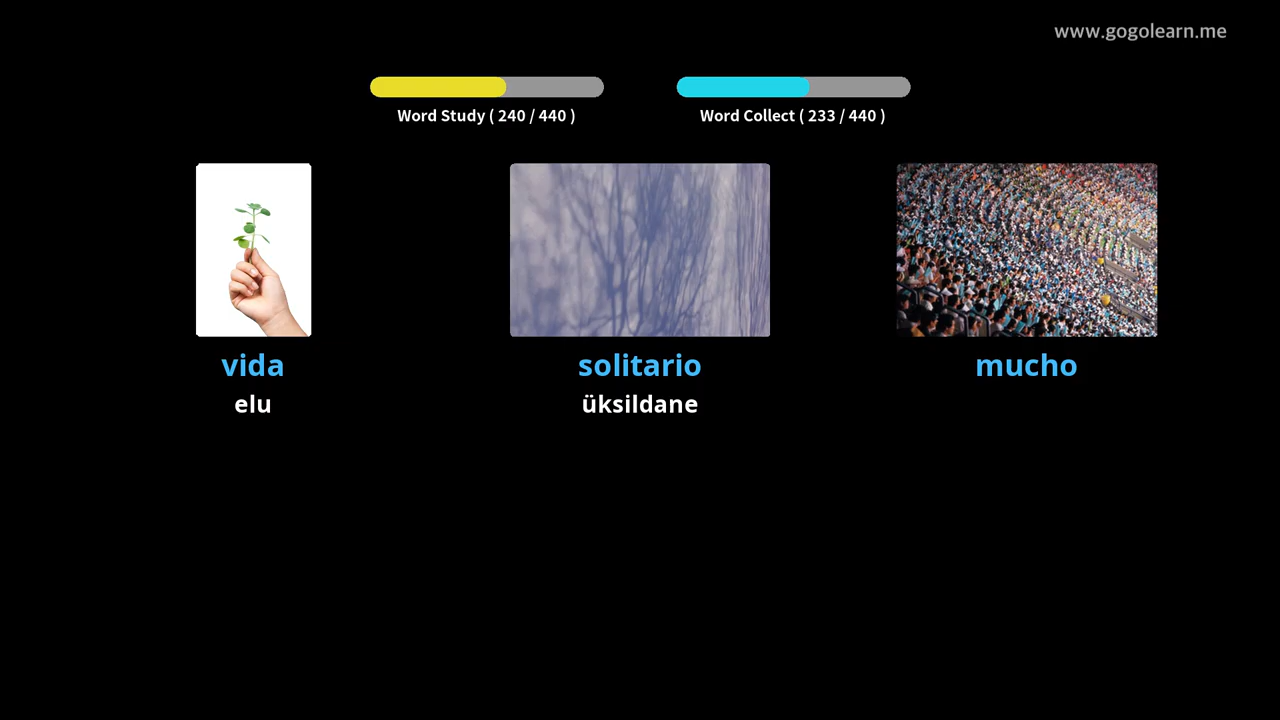 www.gogolearn.me
Word Study ( 240 / 440 )
Word Collect ( 233 / 440 )
vida
elu
solitario
üksildane
mucho